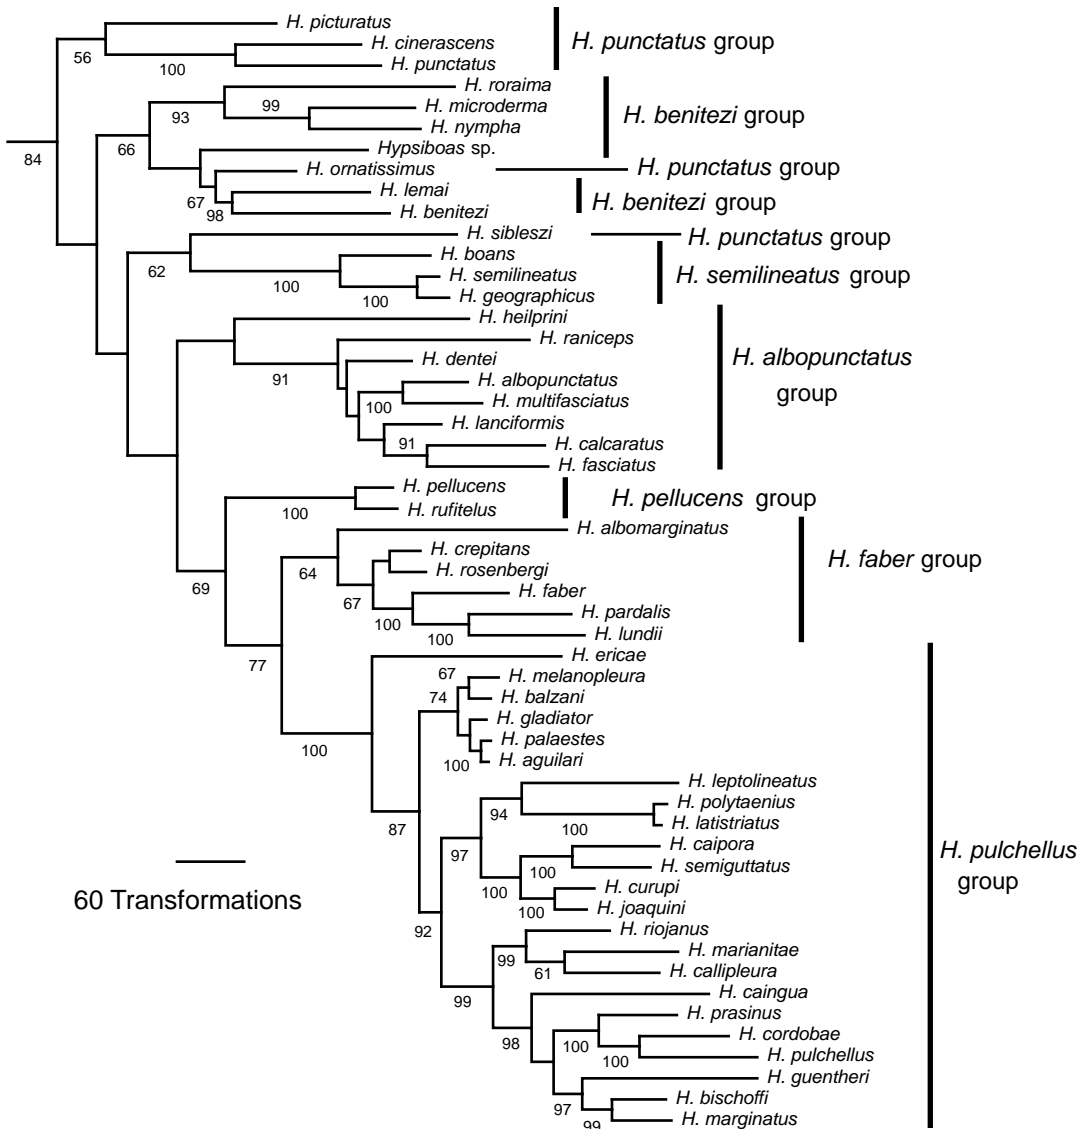 H. picturatus
56
H. cinerascens
100
H. punctatus
H. punctatus group
H. roraima
99
H. microderma
93
H. nympha
H. benitezi group
84
66
Hypsiboas sp.
H. ornatissimus
H. punctatus group
67
H. lemai
98
H. benitezi
H. benitezi group
H. sibleszi
H. punctatus group
62
H. boans
100
H. semilineatus
100
H. geographicus
H. semilineatus group
H. heilprini
H. raniceps
91
H. dentei
H. albopunctatus
100
H. multifasciatus
H. lanciformis
91
H. calcaratus
H. fasciatus
H. albopunctatus
group
H. pellucens
100
H. rufitelus
H. pellucens group
69
H. albomarginatus
64
H. crepitans
H. rosenbergi
67
H. faber
100
H. pardalis
100
H. lundii
H. faber group
77
H. ericae
67
H. melanopleura
74
H. balzani
H. gladiator
100
H. palaestes
100
H. aguilari
87
H. leptolineatus
94
H. polytaenius
100
H. latistriatus
97
H. caipora
100
H. semiguttatus
100
H. curupi
100
H. joaquini
92
H. riojanus
99
H. marianitae
61
H. callipleura
99
H. caingua
98
H. prasinus
100
H. cordobae
100
H. pulchellus
H. guentheri
97
H. bischoffi
99
H. marginatus
H. pulchellus
group
60 Transformations